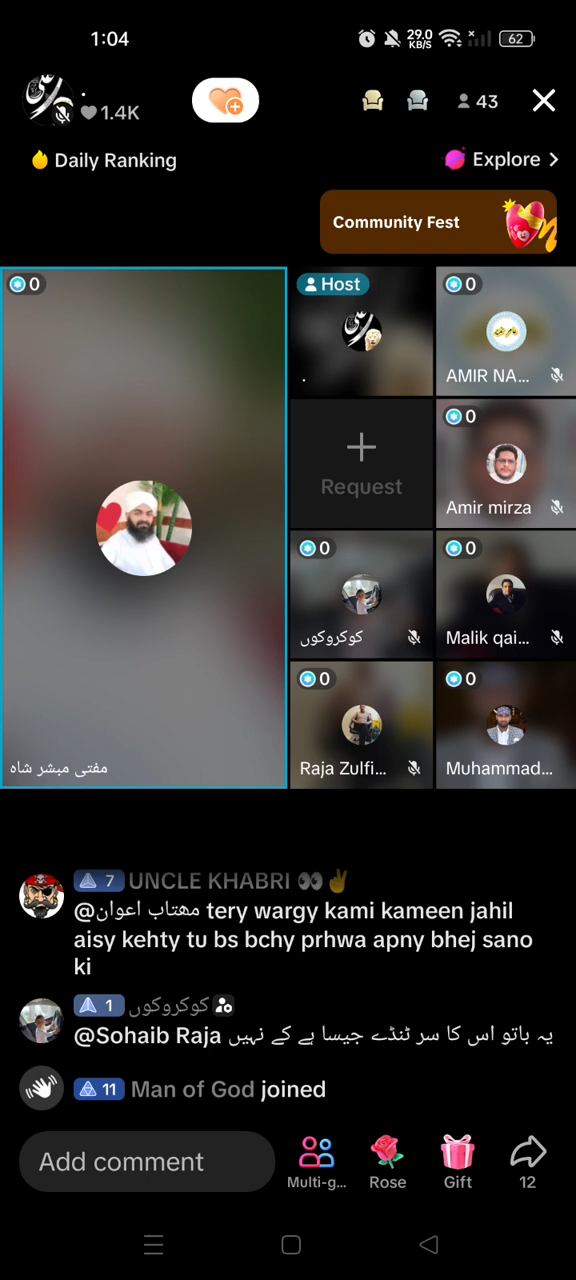 1:04
29.0
KB/S
62
.
1.4K
43
Daily Ranking
Explore
Community Fest
0
مفتی مبشر شاہ
Host
.
0
AMIR NA...
Request
0
Amir mirza
0
کوکروکوں
0
Malik qai...
0
Raja Zulfi...
0
Muhammad...
7 UNCLE KHABRI 👀✌
@مهتاب اعوان tery wargy kami kameen jahil
aisy kehty tu bs bchy prhwa apny bhej sano
ki
1 کوکروکوں
@Sohaib Raja یہ باتو اس کا سر ٹنڈے جیسا ہے کے نہیں
11 Man of God joined
Add comment
Multi-g...
Rose
Gift
12